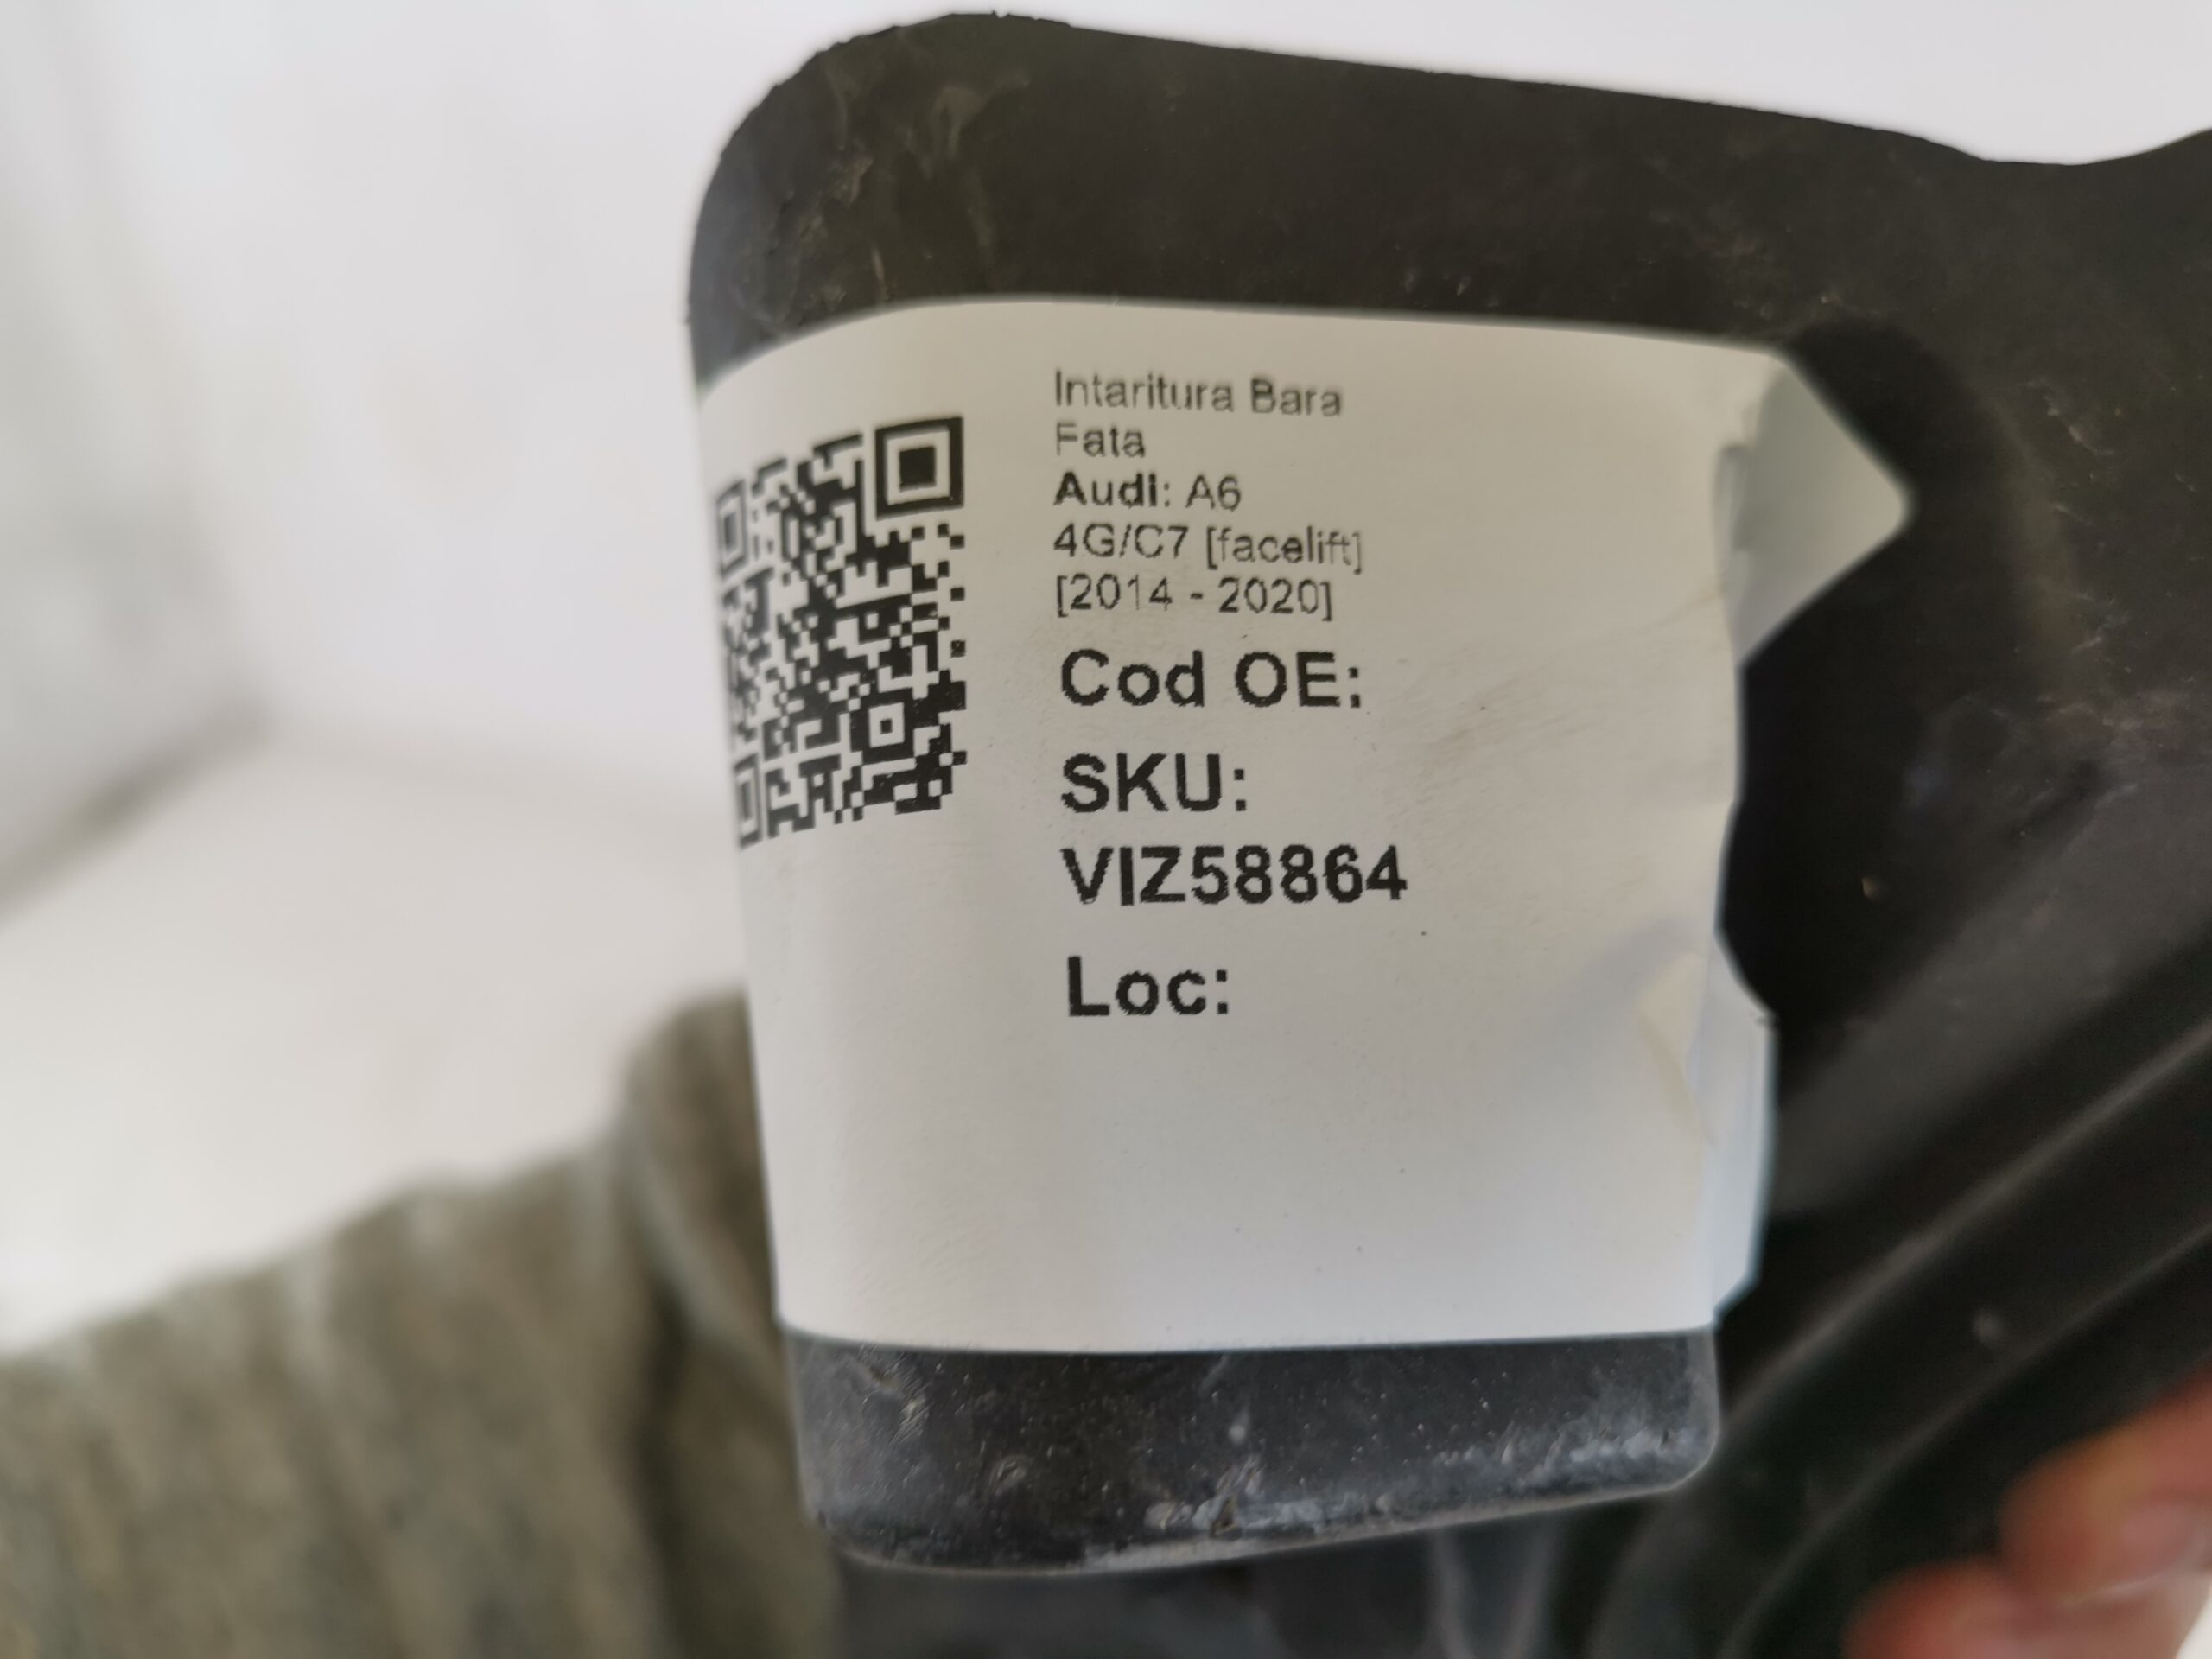 Intaritura Bara
Fata
Audi: A6
4G/C7 [facelift]
[2014 - 2020]
Cod OE:
SKU:
VIZ58864
Loc: